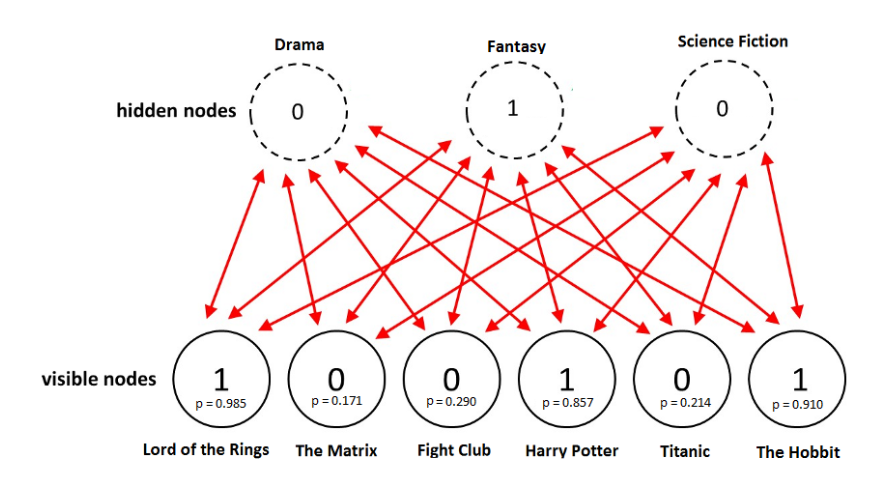 Drama
Fantasy
Science Fiction
hidden nodes
0
1
0
visible nodes
1
p = 0.985
0
p = 0.171
0
p = 0.290
1
p = 0.857
0
p = 0.214
1
p = 0.910
Lord of the Rings
The Matrix
Fight Club
Harry Potter
Titanic
The Hobbit